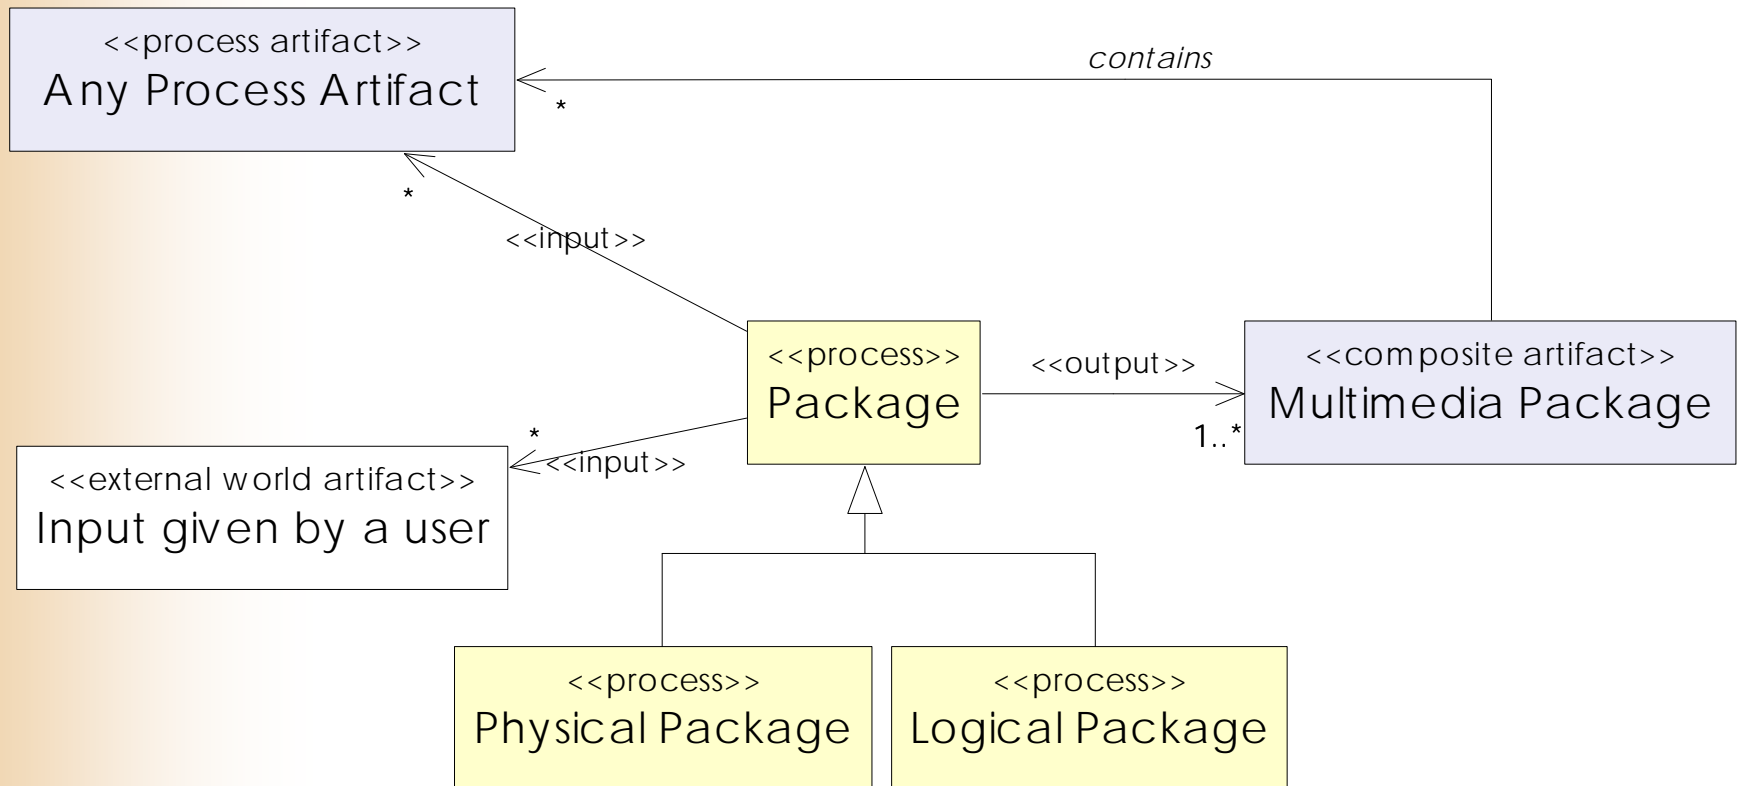 <<process artifact>>
Any Process Artifact
contains
*
*
<<input>>
<<process>>
Package
<<output>>
1..*
<<composite artifact>>
Multimedia Package
*
<<input>>
<<external world artifact>>
Input given by a user
<<process>>
Physical Package
<<process>>
Logical Package